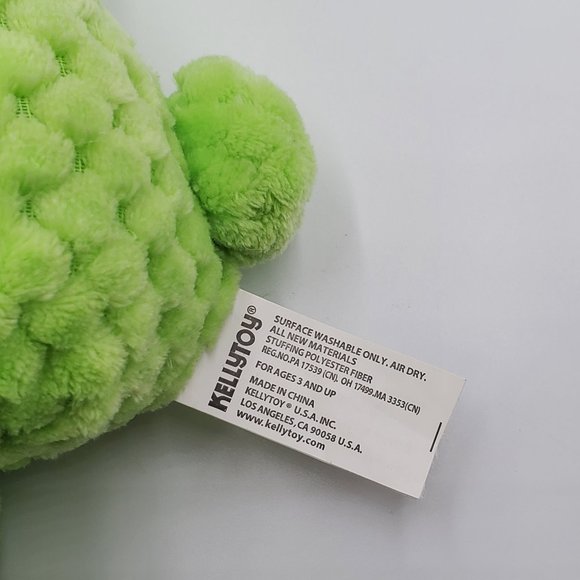 KELLYTOY®
SURFACE WASHABLE ONLY. AIR DRY.
ALL NEW MATERIALS
STUFFING POLYESTER FIBER
REG.NO.PA 17539 (CN). OH 17499.MA 3353(CN)
FOR AGES 3 AND UP
MADE IN CHINA
KELLYTOY® U.S.A. INC.
LOS ANGELES, CA 90058 U.S.A.
www.kellytoy.com